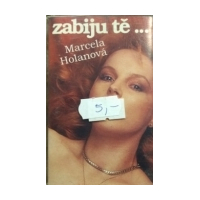 zabiju tě ...
Marcela
Holanová
5,-